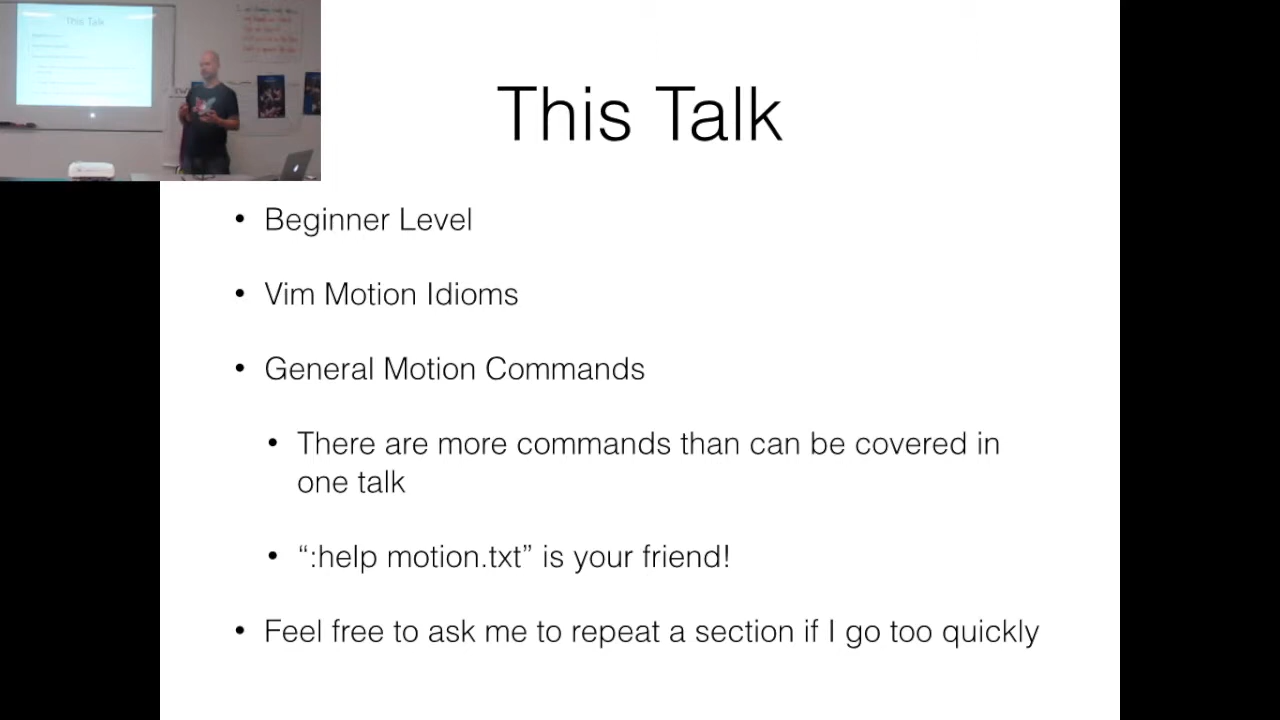 This Talk
This Talk
• Beginner Level
• Vim Motion Idioms
• General Motion Commands
• There are more commands than can be covered in
one talk
• “:help motion.txt” is your friend!
• Feel free to ask me to repeat a section if I go too quickly